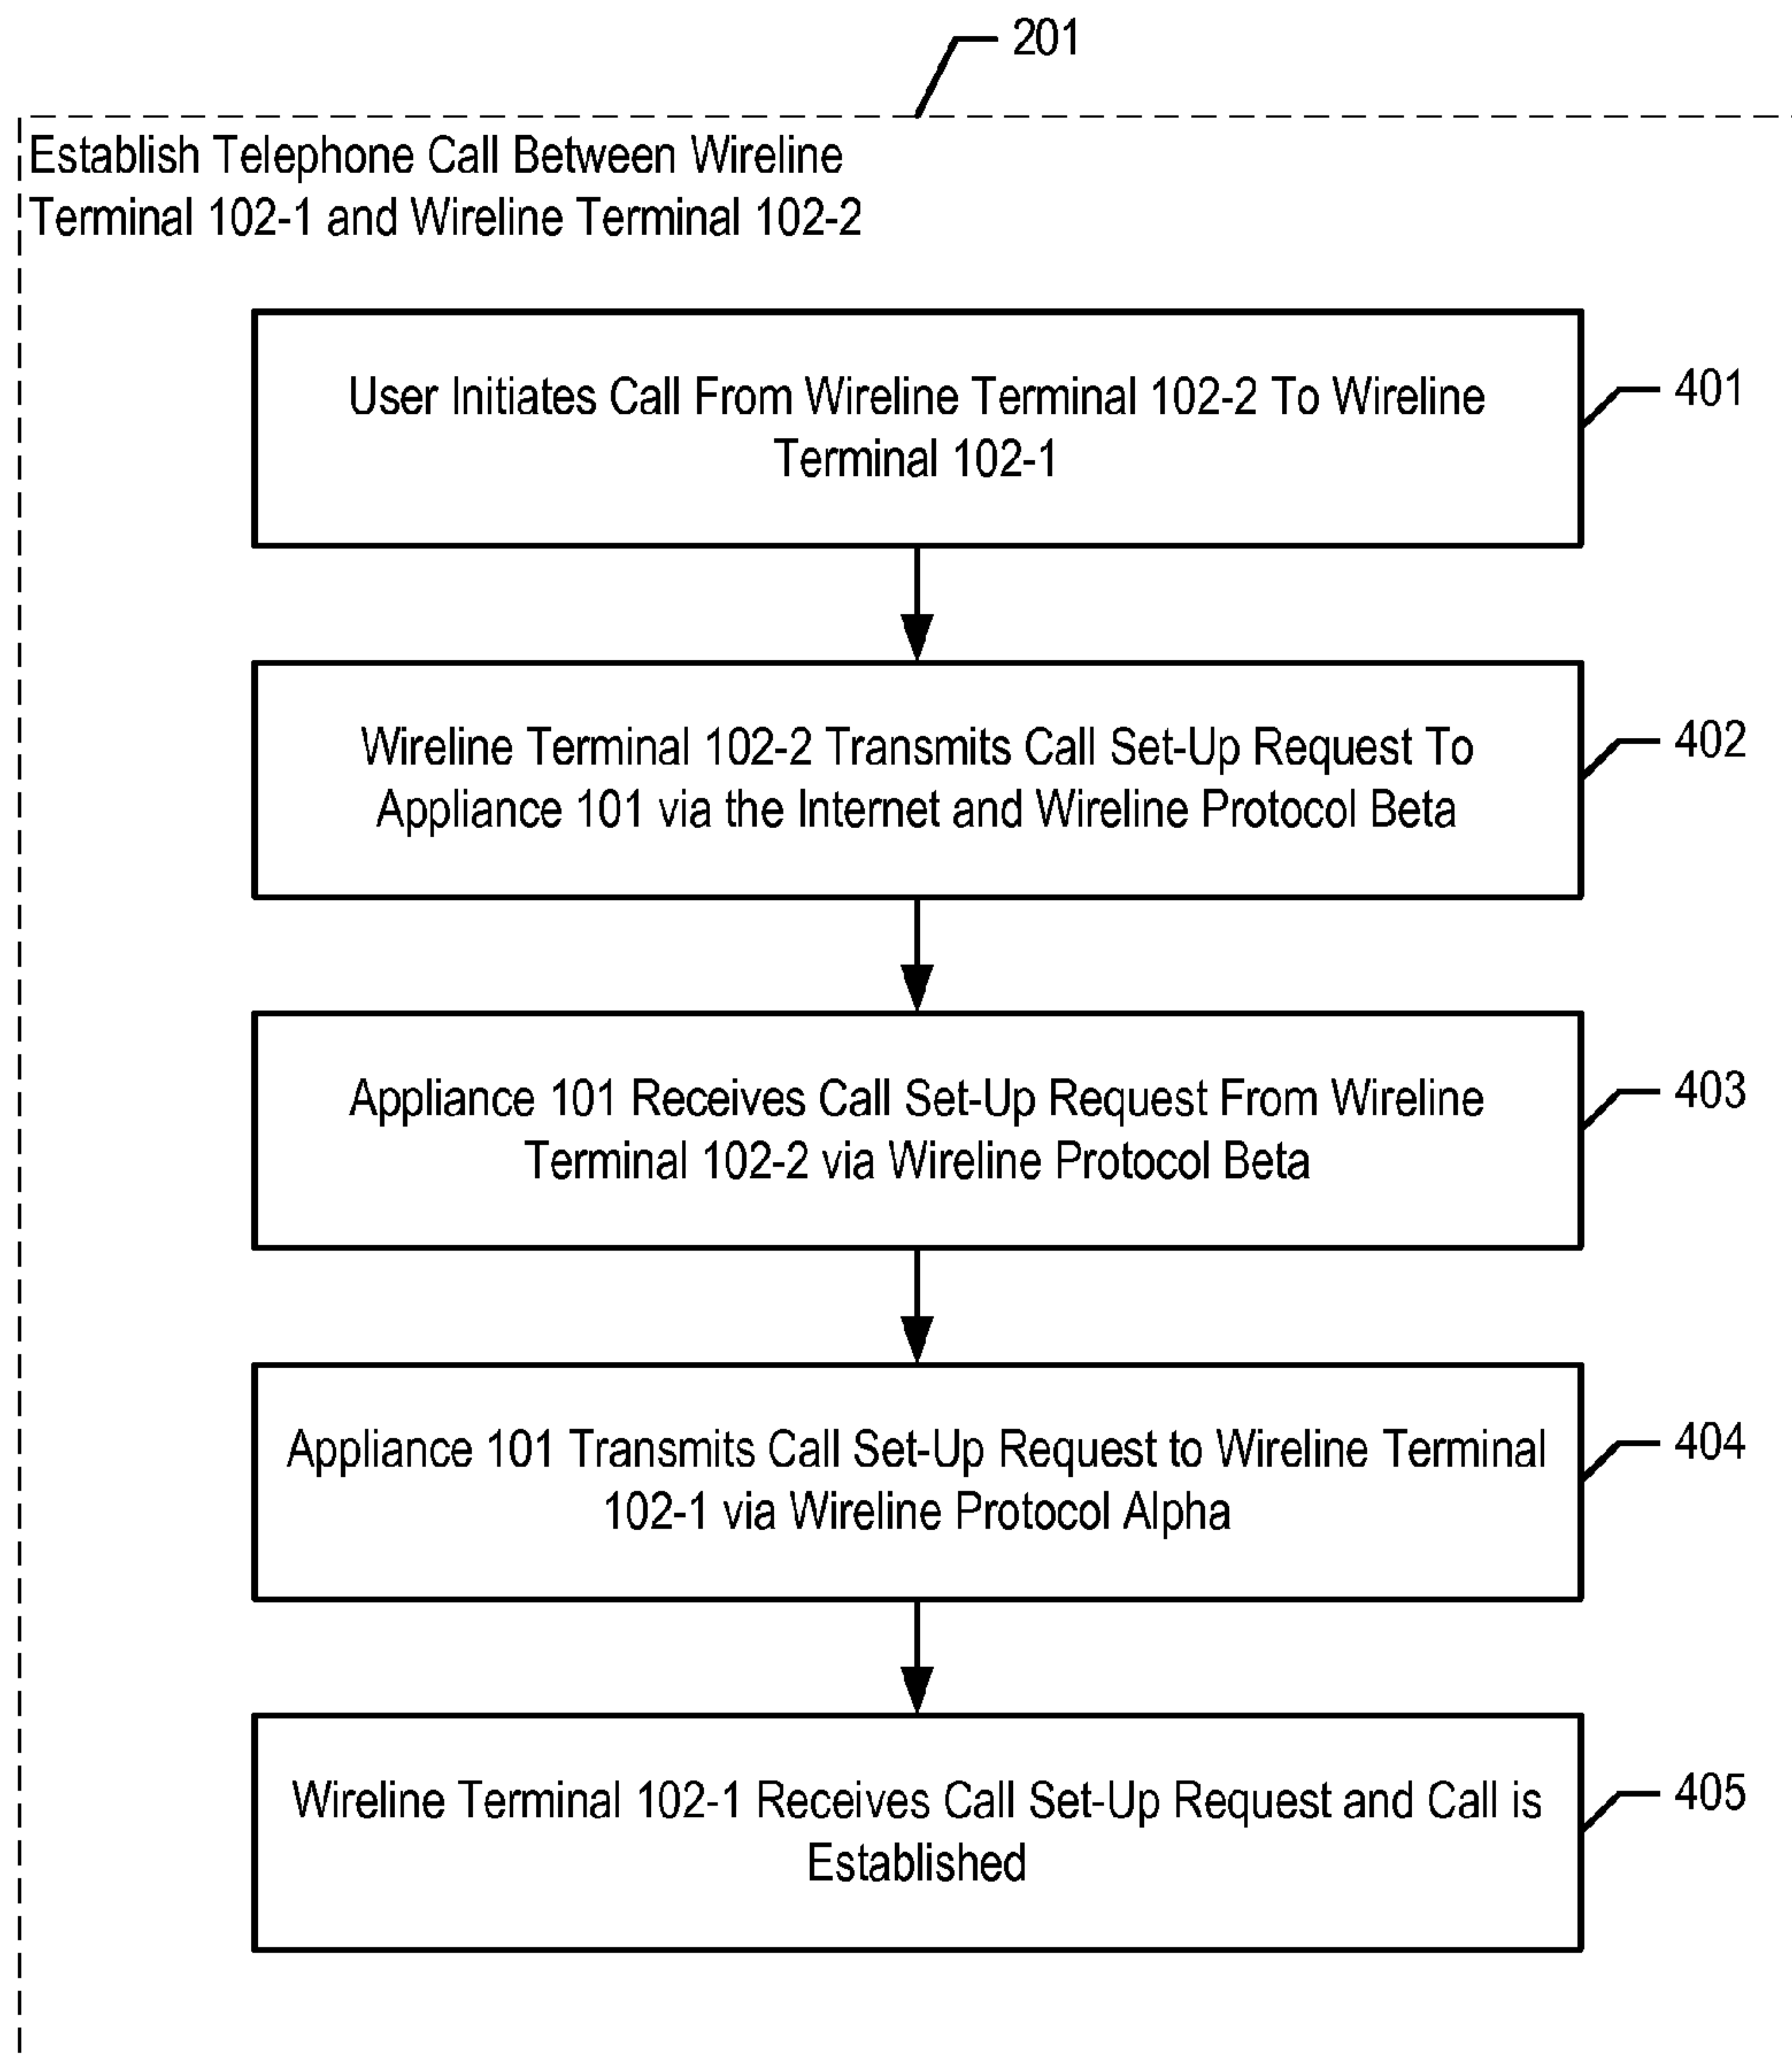 201
Establish Telephone Call Between Wireline
Terminal 102-1 and Wireline Terminal 102-2
User Initiates Call From Wireline Terminal 102-2 To Wireline
Terminal 102-1
401
Wireline Terminal 102-2 Transmits Call Set-Up Request To
Appliance 101 via the Internet and Wireline Protocol Beta
402
Appliance 101 Receives Call Set-Up Request From Wireline
Terminal 102-2 via Wireline Protocol Beta
403
Appliance 101 Transmits Call Set-Up Request to Wireline Terminal
102-1 via Wireline Protocol Alpha
404
Wireline Terminal 102-1 Receives Call Set-Up Request and Call is
Established
405